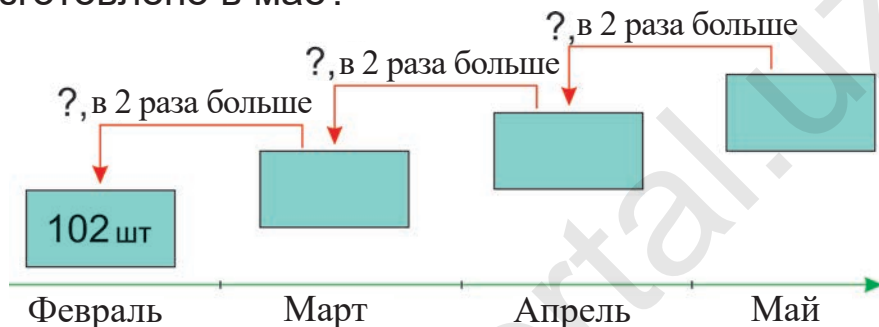 ?, в 2 раза больше
?, в 2 раза больше
?, в 2 раза больше
102 шт
Февраль Март Апрель Май